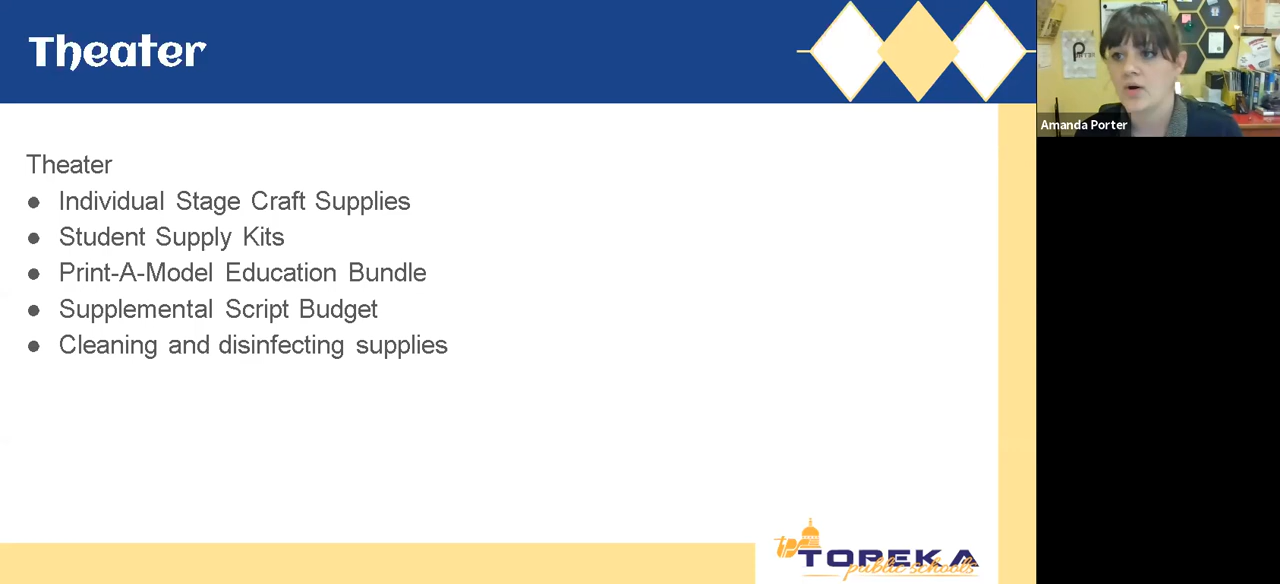 Theater
Amanda Porter
Theater
● Individual Stage Craft Supplies
● Student Supply Kits
● Print-A-Model Education Bundle
● Supplemental Script Budget
● Cleaning and disinfecting supplies
tps TOPEKA
public schools